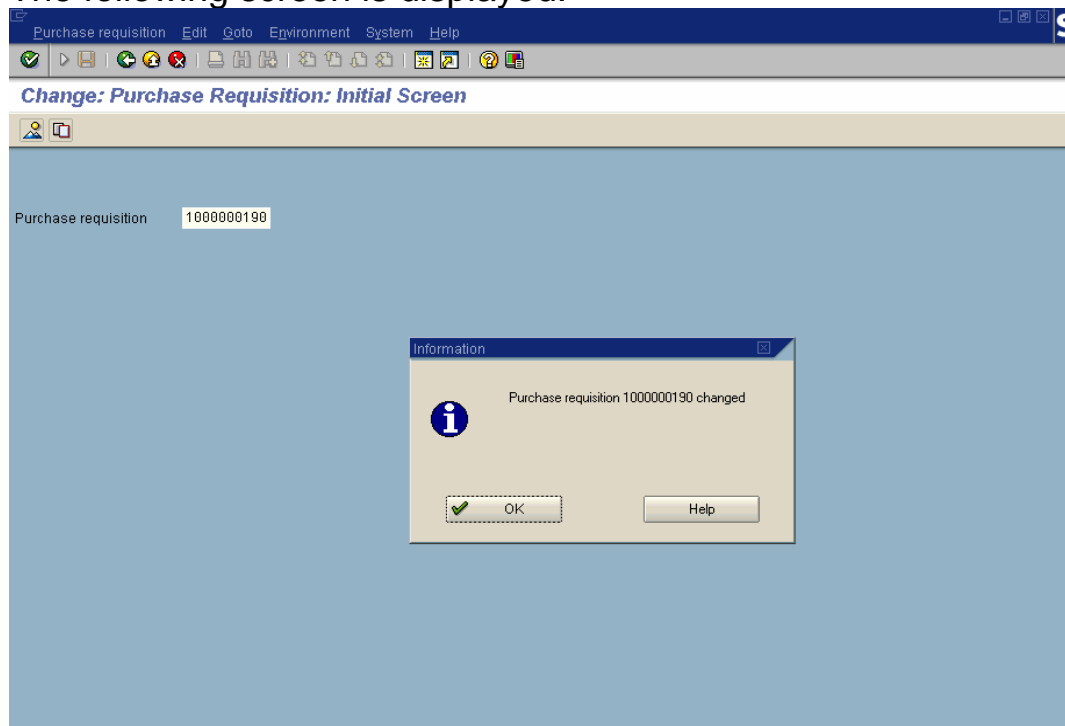 The following screen is displayed.
Purchase requisition Edit Goto Environment System Help
Change: Purchase Requisition: Initial Screen
Purchase requisition 1000000190
Information
Purchase requisition 1000000190 changed
OK Help